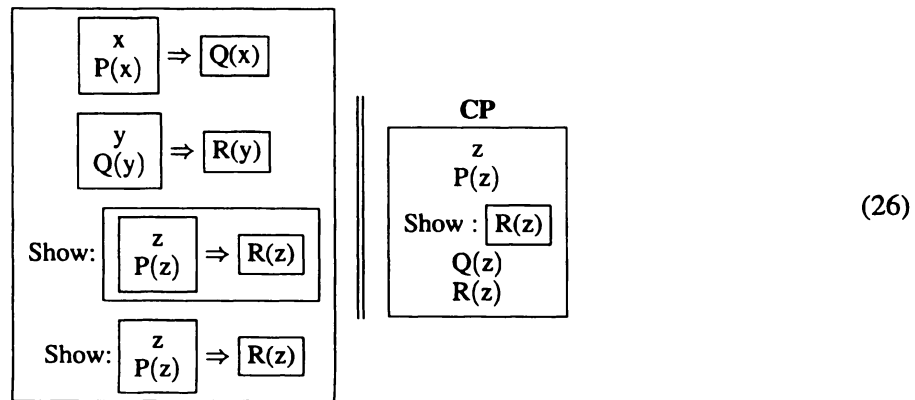 x
P(x) ⇒ Q(x)
y
Q(y) ⇒ R(y)
Show: z
P(z) ⇒ R(z)
Show: z
P(z) ⇒ R(z)
CP
z
P(z)
Show : R(z)
Q(z)
R(z)
(26)